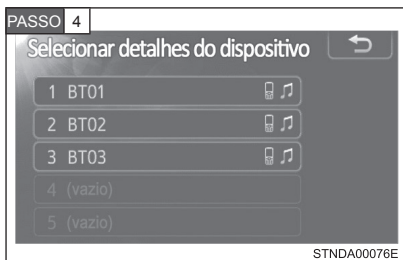 PASSO 4
Selecionar detalhes do dispositivo
1 BT01
2 BT02
3 BT03
4 (vazio)
5 (vazio)
STNDA00076E